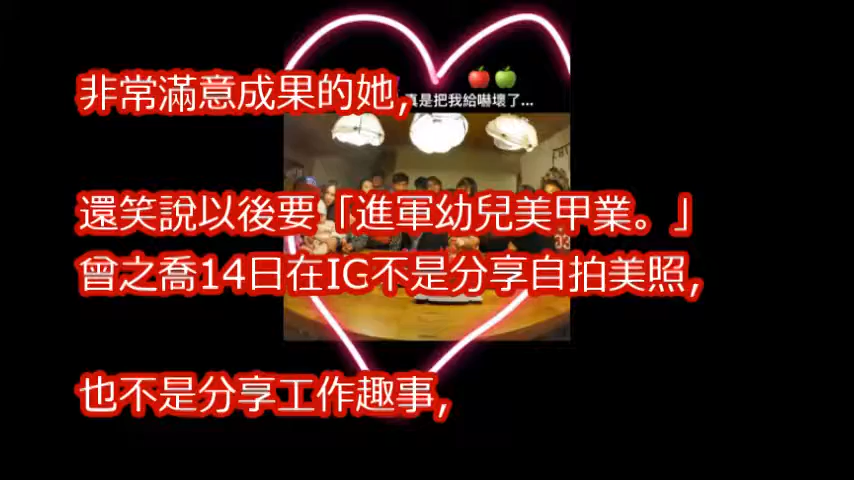 真是把我給嚇壞了...
非常滿意成果的她,
還笑說以後要「進軍幼兒美甲業。」
曾之喬14日在IG不是分享自拍美照,
也不是分享工作趣事,